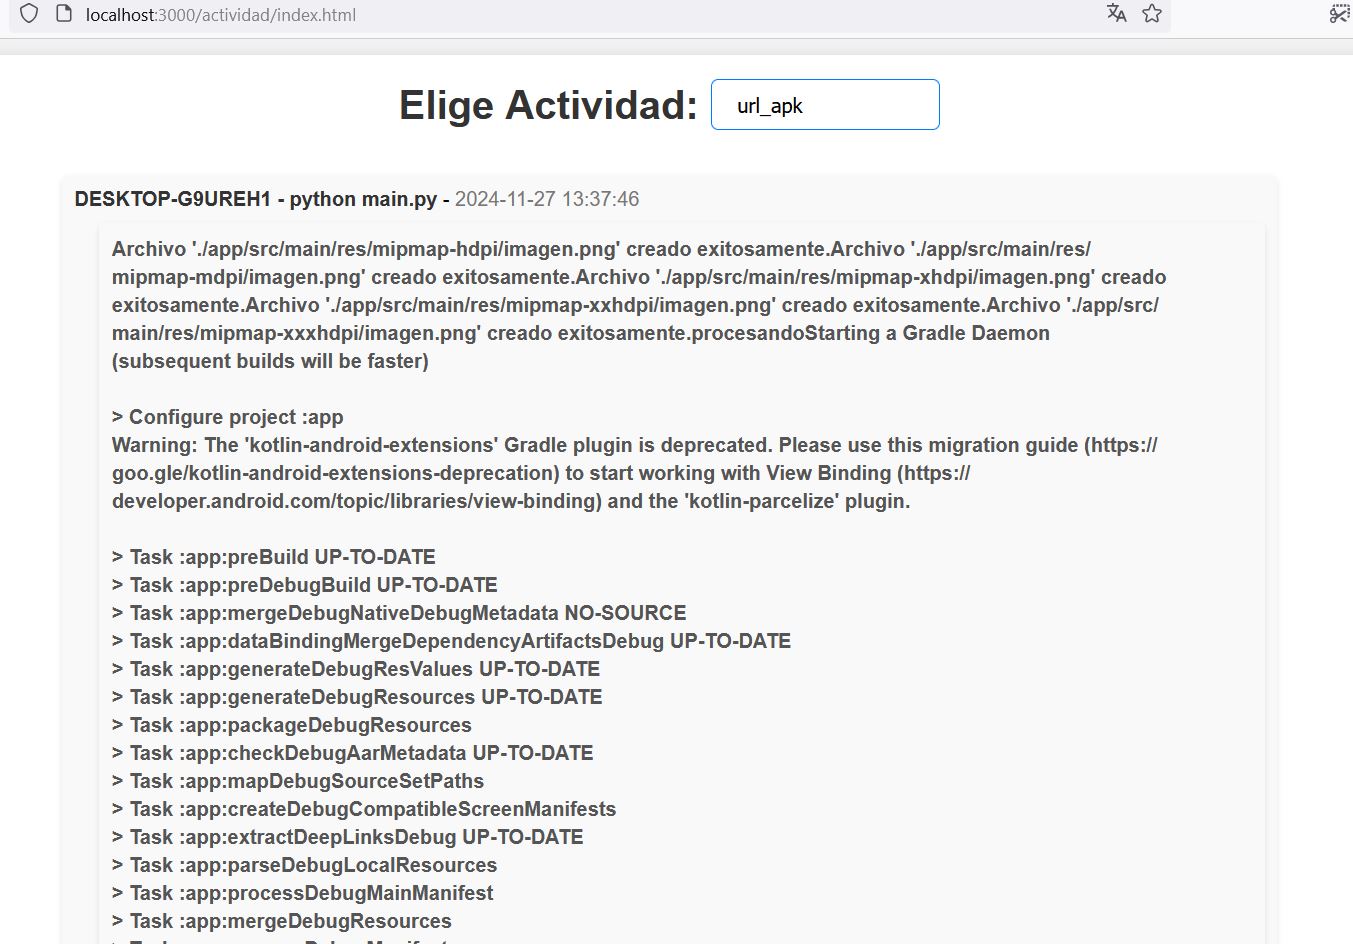 localhost:3000/actividad/index.html
Elige Actividad: url_apk
DESKTOP-G9UREH1 - python main.py - 2024-11-27 13:37:46
Archivo './app/src/main/res/mipmap-hdpi/imagen.png' creado exitosamente.Archivo './app/src/main/res/
mipmap-mdpi/imagen.png' creado exitosamente.Archivo './app/src/main/res/mipmap-xhdpi/imagen.png' creado
exitosamente.Archivo './app/src/main/res/mipmap-xxhdpi/imagen.png' creado exitosamente.Archivo './app/src/
main/res/mipmap-xxxhdpi/imagen.png' creado exitosamente.procesandoStarting a Gradle Daemon
(subsequent builds will be faster)
> Configure project :app
Warning: The 'kotlin-android-extensions' Gradle plugin is deprecated. Please use this migration guide (https://
goo.gle/kotlin-android-extensions-deprecation) to start working with View Binding (https://
developer.android.com/topic/libraries/view-binding) and the 'kotlin-parcelize' plugin.
> Task :app:preBuild UP-TO-DATE
> Task :app:preDebugBuild UP-TO-DATE
> Task :app:mergeDebugNativeDebugMetadata NO-SOURCE
> Task :app:dataBindingMergeDependencyArtifactsDebug UP-TO-DATE
> Task :app:generateDebugResValues UP-TO-DATE
> Task :app:generateDebugResources UP-TO-DATE
> Task :app:packageDebugResources
> Task :app:checkDebugAarMetadata UP-TO-DATE
> Task :app:mapDebugSourceSetPaths
> Task :app:createDebugCompatibleScreenManifests
> Task :app:extractDeepLinksDebug UP-TO-DATE
> Task :app:parseDebugLocalResources
> Task :app:processDebugMainManifest
> Task :app:mergeDebugResources